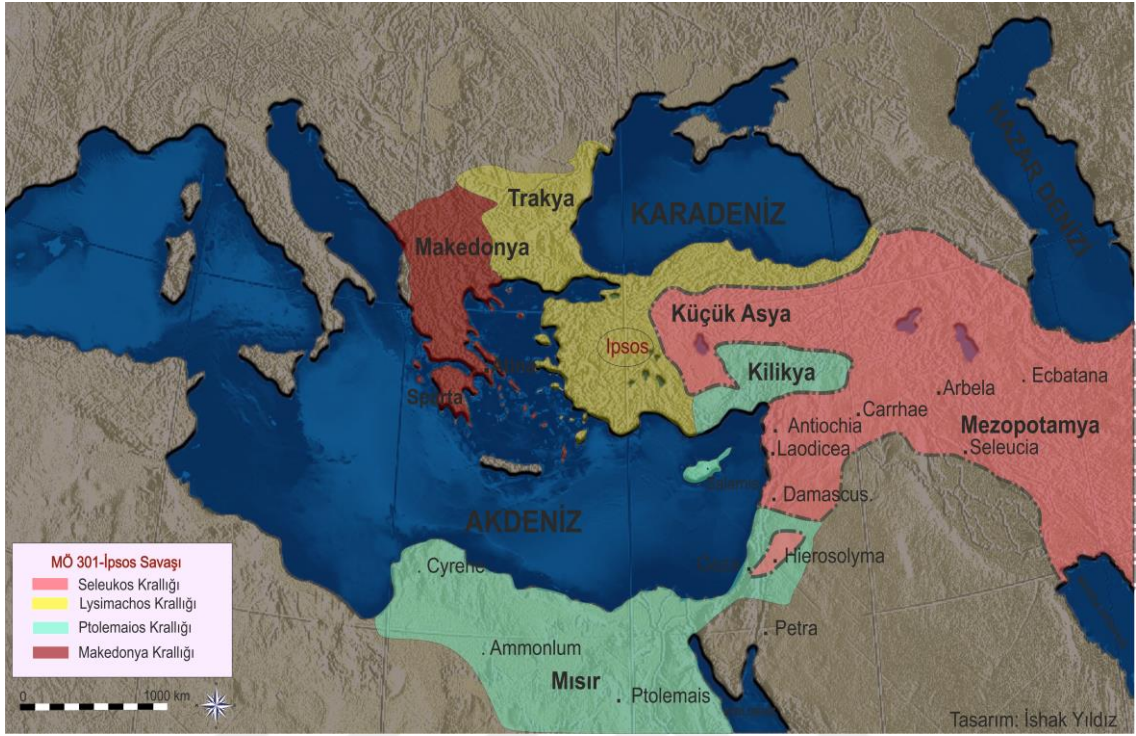 HAZAR DENİZİ
Trakya
KARADENİZ
Makedonya
Küçük Asya
Ipsos
Kilikya
Sparta
Ecbatana
Arbela
Carrhae
Antiochia
Mezopotamya
Laodicea
Seleucia
Damascus
AKDENİZ
Hierosolyma
Cyrene
Petra
Ammonlum
Mısır
Ptolemais
MÖ 301-İpsos Savaşı
Seleukos Krallığı
Lysimachos Krallığı
Ptolemaios Krallığı
Makedonya Krallığı
0 1000 km
Tasarım: İshak Yıldız